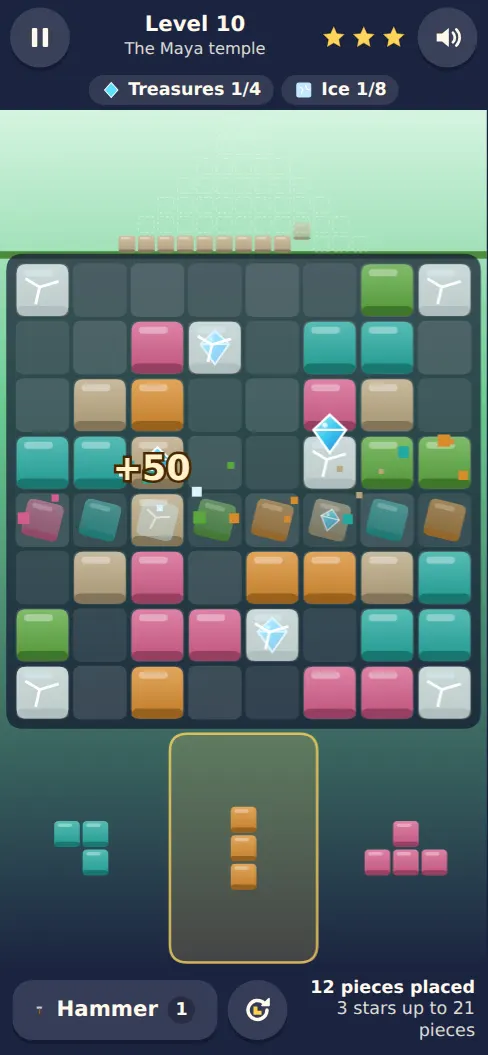 Level 10
The Maya temple
Treasures 1/4
Ice 1/8
+50
Hammer 1
12 pieces placed
3 stars up to 21
pieces